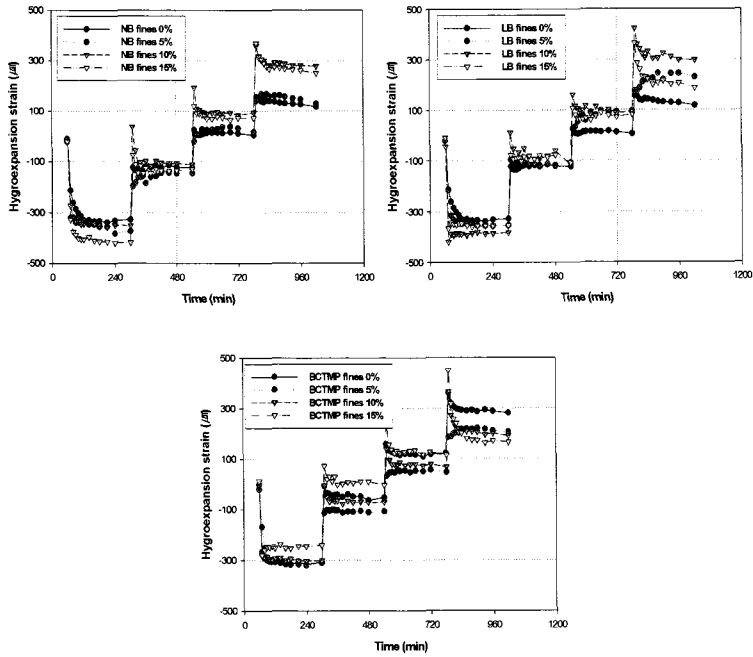 Hygroexpansion strain (㎛)
500
300
100
-100
-300
-500
NB fines 0%
NB fines 5%
NB fines 10%
NB fines 15%
0 240 480 720 960 1200
Time (min)
Hygroexpansion strain (㎛)
500
300
100
-100
-300
-500
LB fines 0%
LB fines 5%
LB fines 10%
LB fines 15%
0 240 480 720 960 1200
Time (min)
Hygroexpansion strain (㎛)
500
300
100
-100
-300
-500
BCTMP fines 0%
BCTMP fines 5%
BCTMP fines 10%
BCTMP fines 15%
0 240 480 720 960 1200
Time (min)